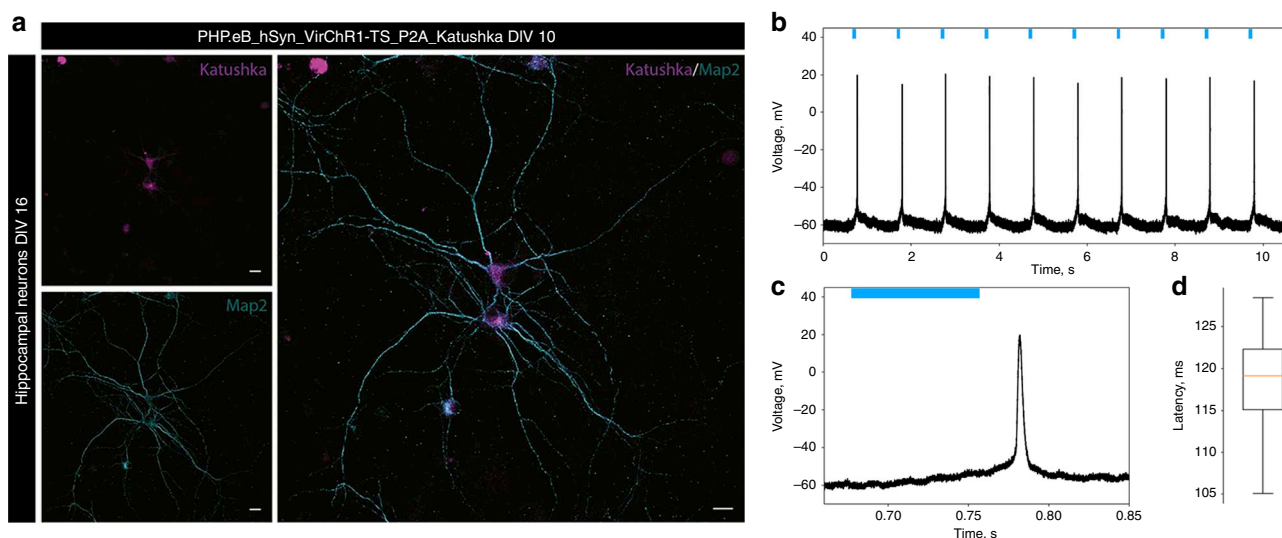 a
PHP.eB_hSyn_VirChR1-TS_P2A_Katushka DIV 10
Hippocampal neurons DIV 16
Katushka
Map2
Katushka/Map2
b
Voltage, mV
40
20
0
–20
–40
–60
0 2 4 6 8 10
Time, s
c
Voltage, mV
40
20
0
–20
–40
–60
0.70 0.75 0.80 0.85
Time, s
d
Latency, ms
125
120
115
110
105